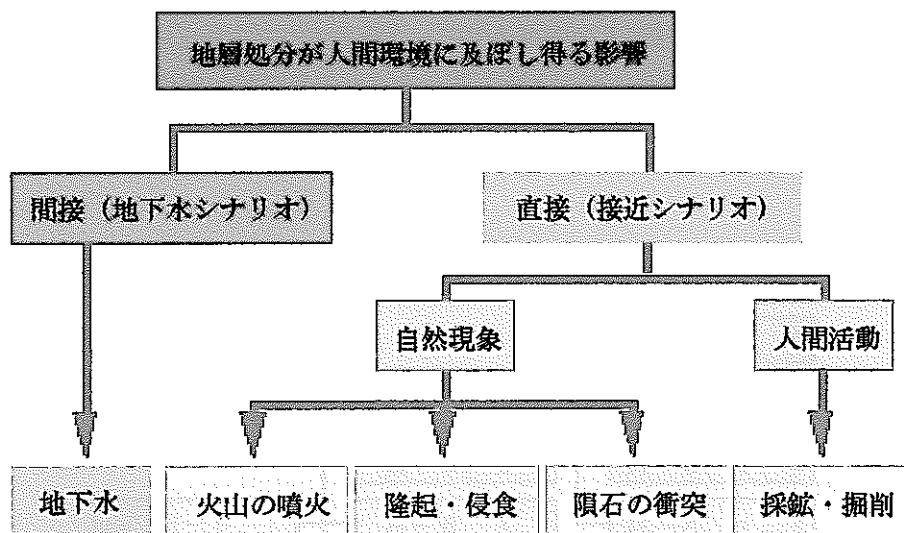 地層処分が人間環境に及ぼし得る影響
間接（地下水シナリオ）
直接（接近シナリオ）
自然現象
人間活動
地下水
火山の噴火
隆起・侵食
隕石の衝突
採鉱・掘削